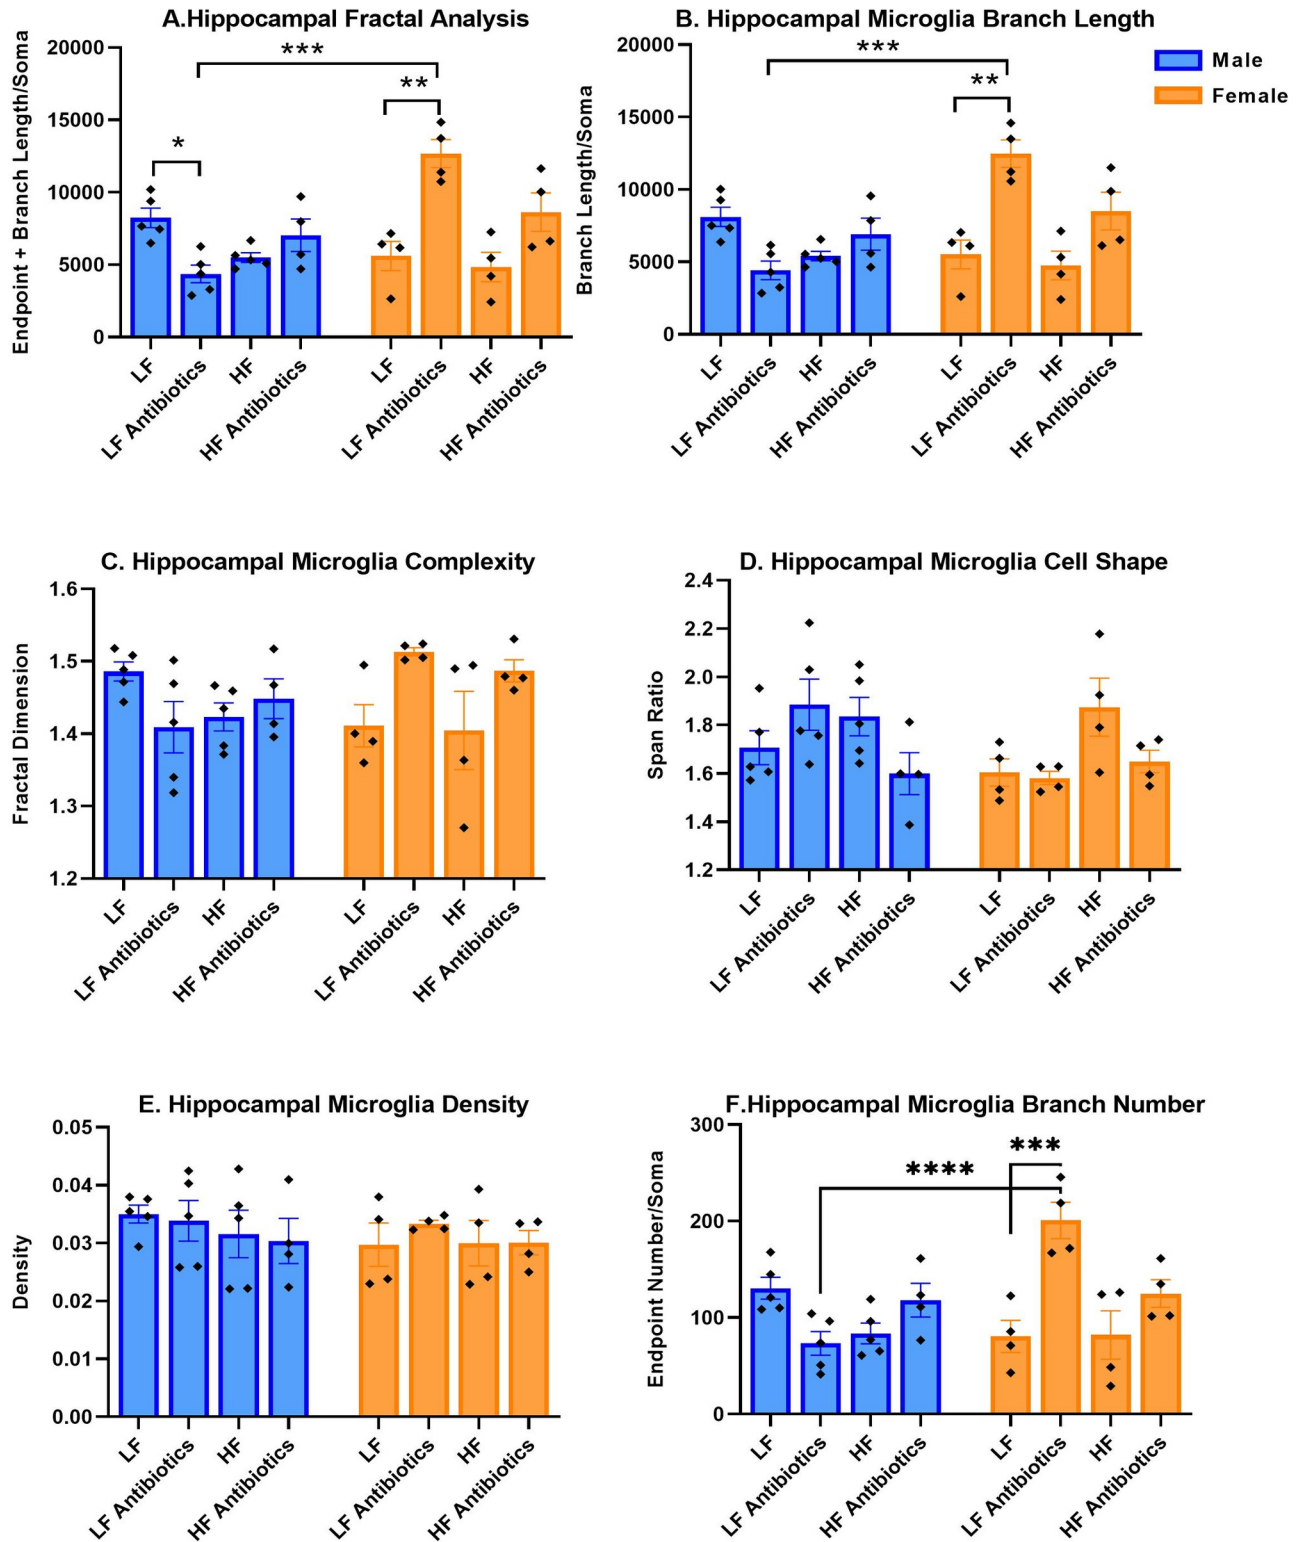 A.Hippocampal Fractal Analysis
Endpoint + Branch Length/Soma
20000
15000
10000
5000
0
*
***
**
LF
LF Antibiotics
HF
HF Antibiotics
LF
LF Antibiotics
HF
HF Antibiotics
B. Hippocampal Microglia Branch Length
Branch Length/Soma
20000
15000
10000
5000
0
***
**
LF
LF Antibiotics
HF
HF Antibiotics
LF
LF Antibiotics
HF
HF Antibiotics
Male
Female
C. Hippocampal Microglia Complexity
Fractal Dimension
1.6
1.5
1.4
1.3
1.2
LF
LF Antibiotics
HF
HF Antibiotics
LF
LF Antibiotics
HF
HF Antibiotics
D. Hippocampal Microglia Cell Shape
Span Ratio
2.4
2.2
2.0
1.8
1.6
1.4
1.2
LF
LF Antibiotics
HF
HF Antibiotics
LF
LF Antibiotics
HF
HF Antibiotics
E. Hippocampal Microglia Density
Density
0.05
0.04
0.03
0.02
0.01
0.00
LF
LF Antibiotics
HF
HF Antibiotics
LF
LF Antibiotics
HF
HF Antibiotics
F.Hippocampal Microglia Branch Number
Endpoint Number/Soma
300
200
100
0
****
***
LF
LF Antibiotics
HF
HF Antibiotics
LF
LF Antibiotics
HF
HF Antibiotics